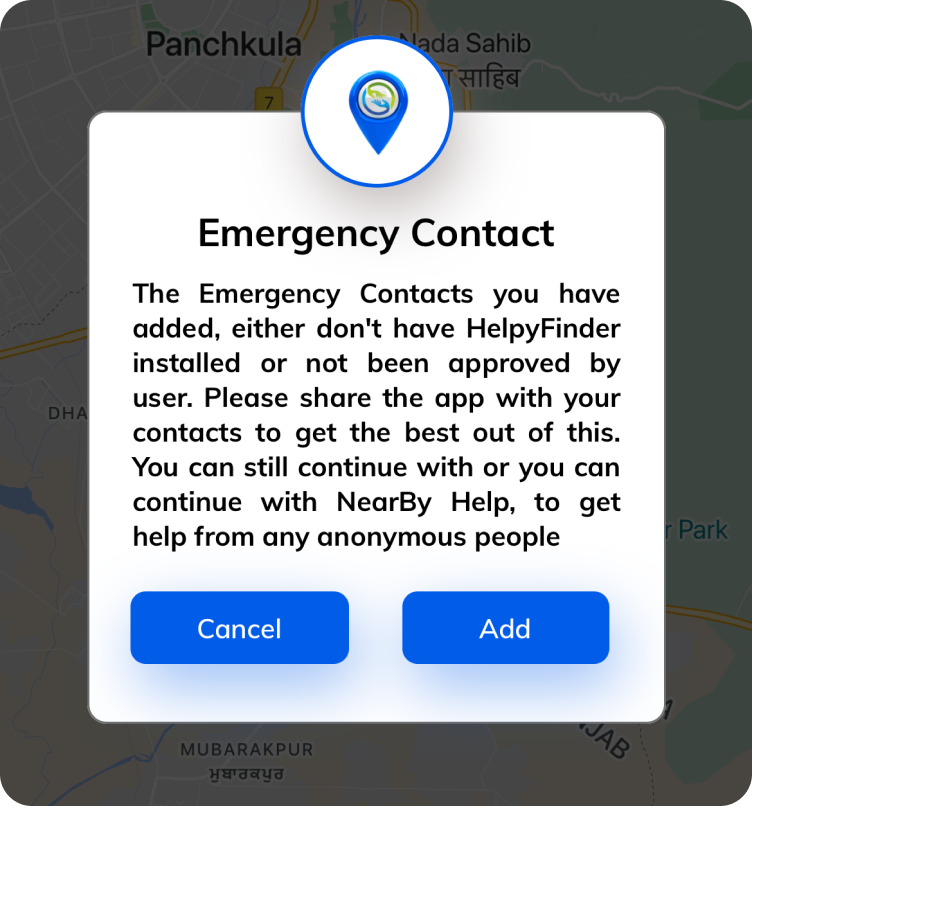 Panchkula
Nada Sahib
साहिब
7
Emergency Contact
The Emergency Contacts you have
added, either don't have HelpyFinder
installed or not been approved by
user. Please share the app with your
contacts to get the best out of this.
You can still continue with or you can
continue with NearBy Help, to get
help from any anonymous people
DHA
r Park
Cancel
Add
JAB
MUBARAKPUR
ਮੁਬਾਰਕਪੁਰ